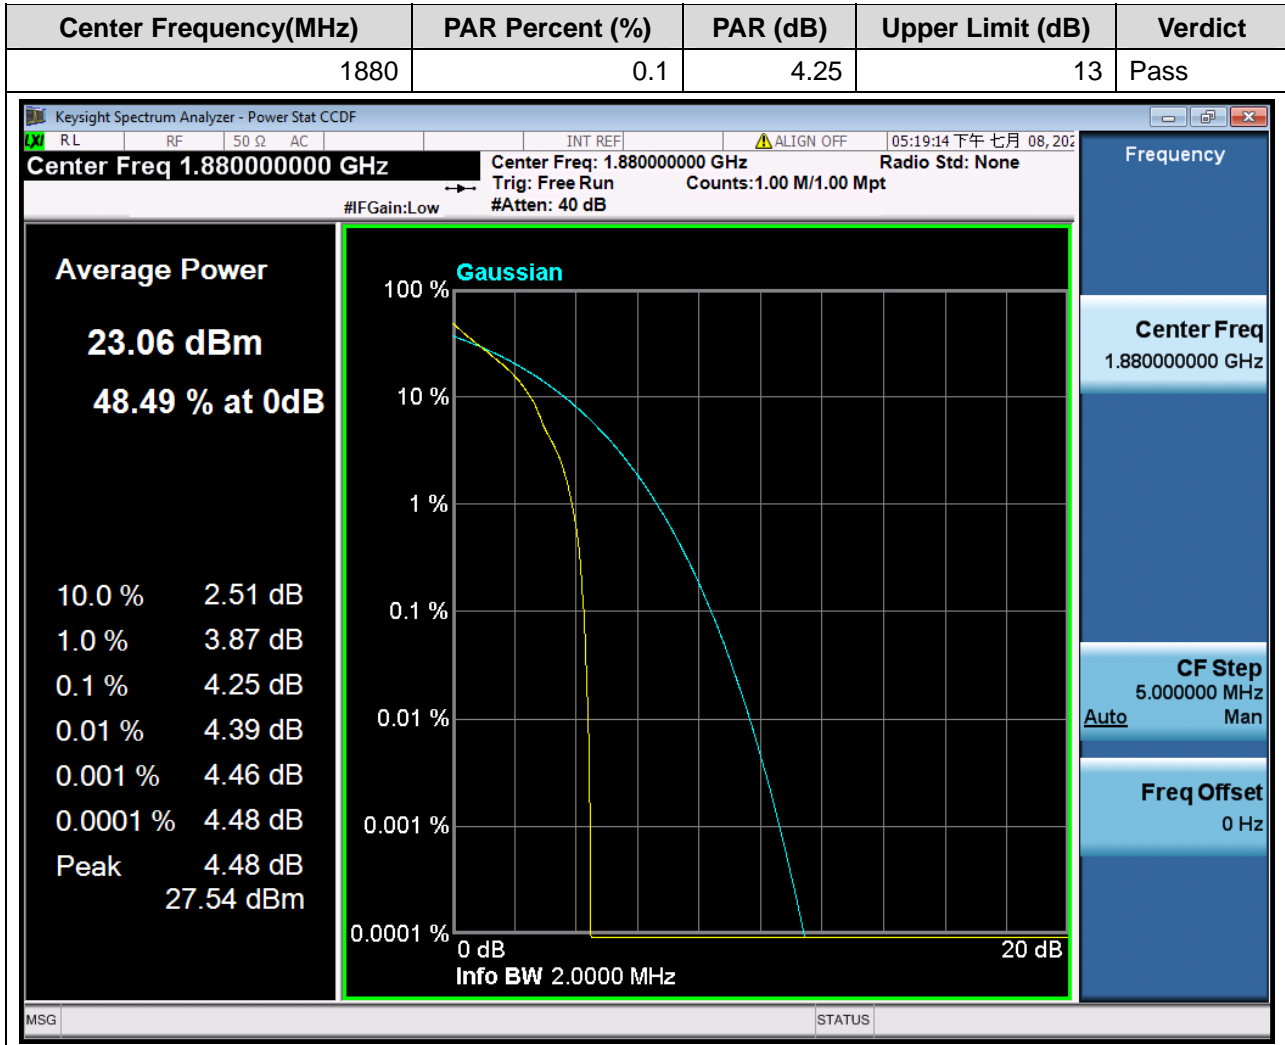 Center Frequency(MHz) PAR Percent (%) PAR (dB) Upper Limit (dB) Verdict
1880 0.1 4.25 13 Pass
Keysight Spectrum Analyzer - Power Stat CCDF
LXI RL RF 50 Ω AC INT REF ALIGN OFF 05:19:14 下午 七月 08, 202
Center Freq 1.880000000 GHz
Center Freq: 1.880000000 GHz Radio Std: None
Trig: Free Run Counts:1.00 M/1.00 Mpt
#IFGain:Low #Atten: 40 dB
Average Power
23.06 dBm
48.49 % at 0dB
10.0 % 2.51 dB
1.0 % 3.87 dB
0.1 % 4.25 dB
0.01 % 4.39 dB
0.001 % 4.46 dB
0.0001 % 4.48 dB
Peak 4.48 dB
27.54 dBm
Gaussian
100 %
10 %
1 %
0.1 %
0.01 %
0.001 %
0.0001 %
0 dB 20 dB
Info BW 2.0000 MHz
Frequency
Center Freq
1.880000000 GHz
CF Step
5.000000 MHz
Auto Man
Freq Offset
0 Hz
MSG STATUS